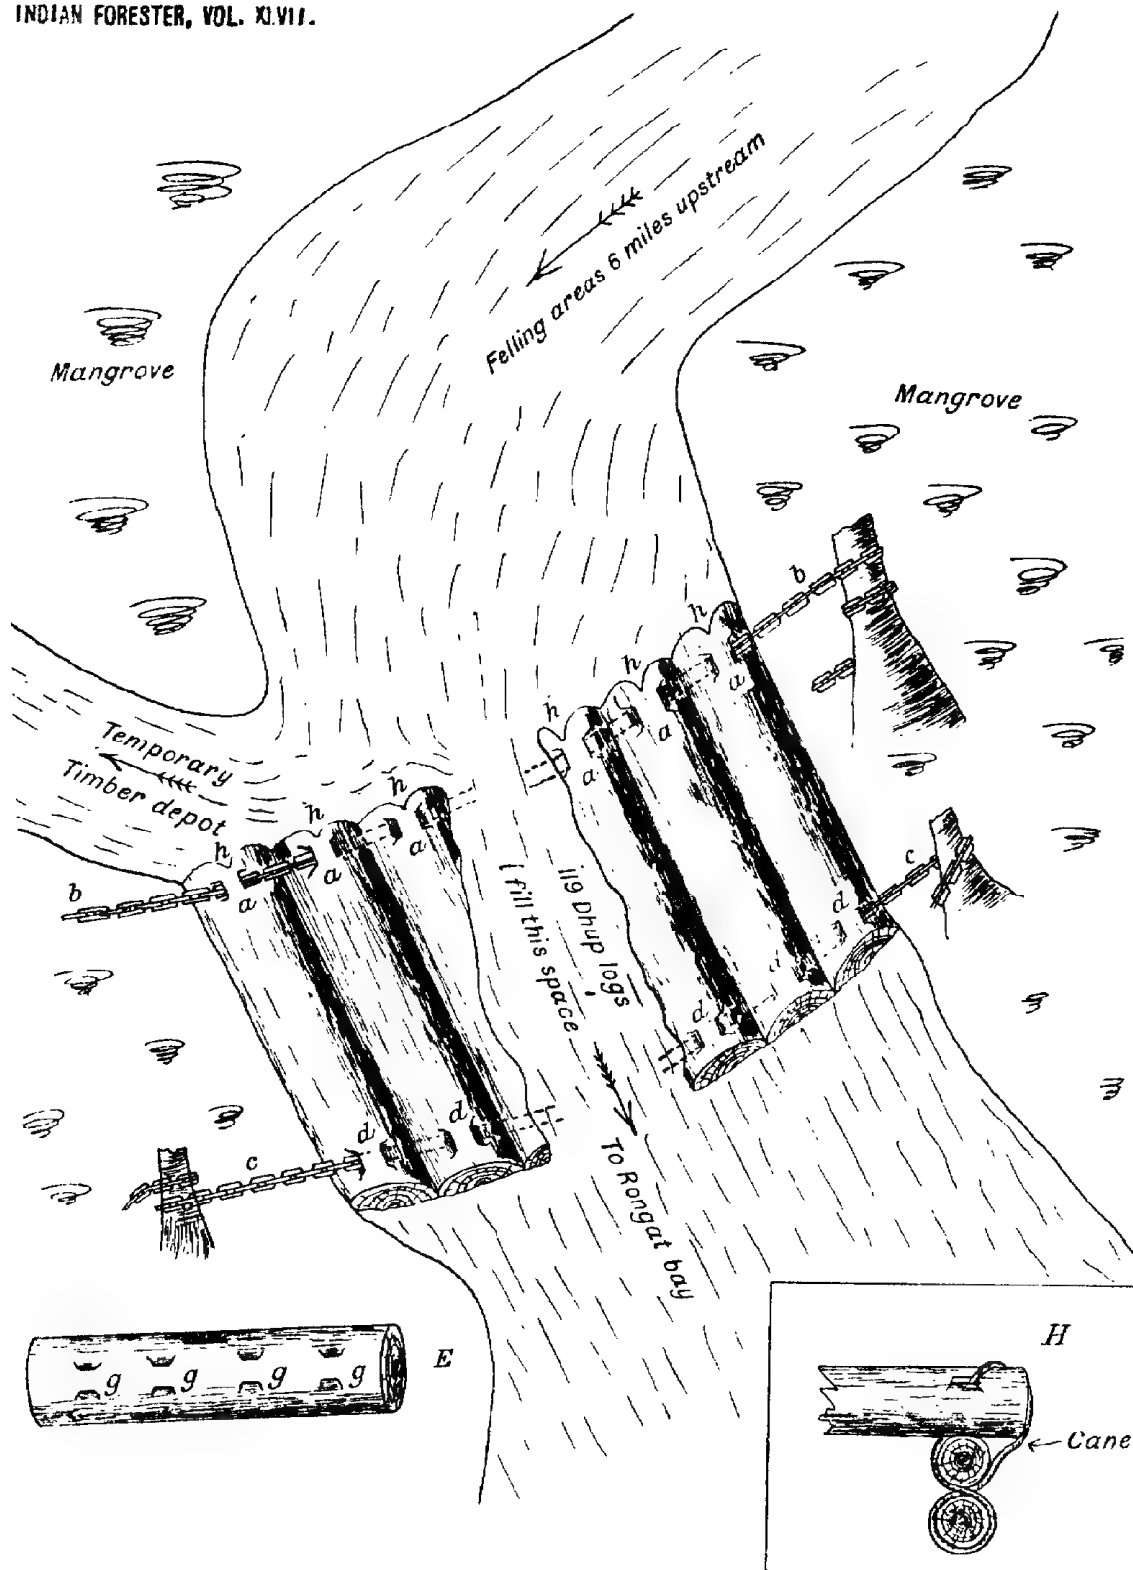 INDIAN FORESTER, VOL. XLVII.
Felling areas 6 miles upstream
Mangrove
Mangrove
b
h
h
a
h
a
a
Temporary
Timber depot
h
h
h
a
a
a
b
119 Dhup logs
fill this space
c
d
d
d
d
c
To Rongat bay
E
g
g
g
g
H
Cane